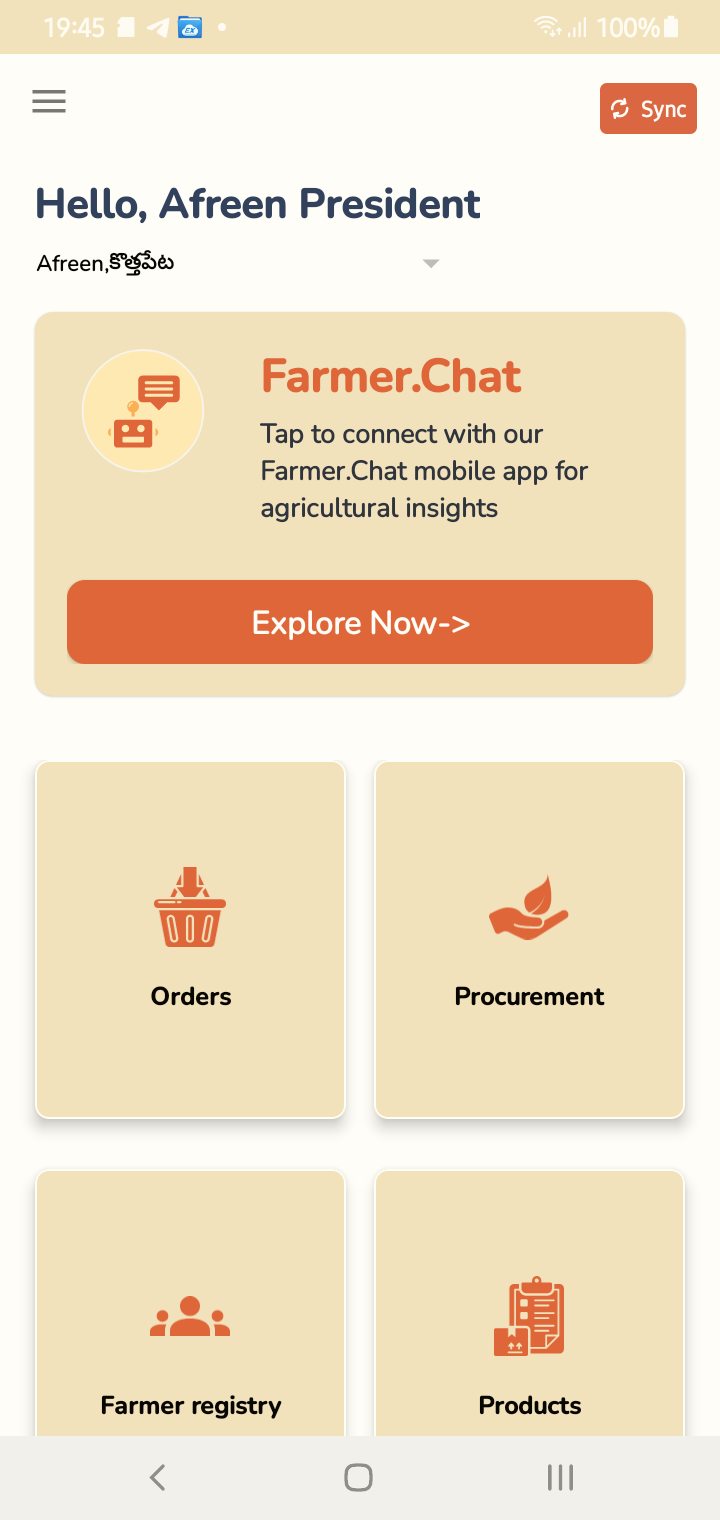 19:45
100%
Sync
Hello, Afreen President
Afreen,కొత్తపేట
Farmer.Chat
Tap to connect with our
Farmer.Chat mobile app for
agricultural insights
Explore Now->
Orders
Procurement
Farmer registry
Products